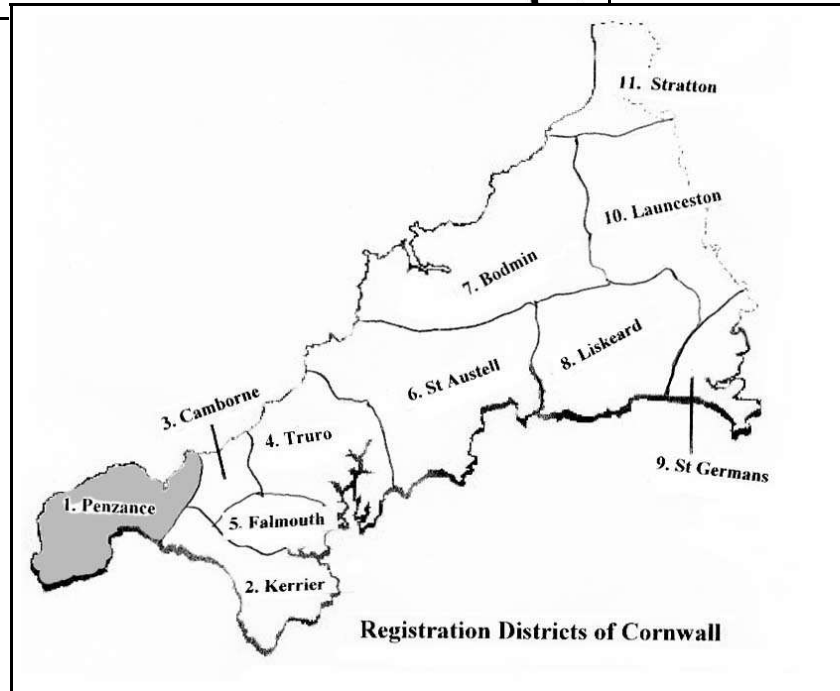 11. Stratton
10. Launceston
7. Bodmin
8. Liskeard
6. St Austell
3. Camborne
4. Truro
9. St Germans
1. Penzance
5. Falmouth
2. Kerrier
Registration Districts of Cornwall